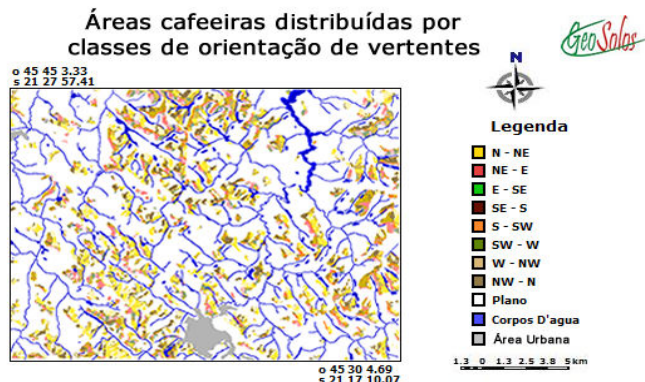 Áreas cafeeiras distribuídas por
classes de orientação de vertentes
GeoSolos
o 45 45 3.33
s 21 27 57.41
N
Legenda
N - NE
NE - E
E - SE
SE - S
S - SW
SW - W
W - NW
NW - N
Plano
Corpos D'agua
Área Urbana
1.3 0 1.3 2.5 3.8 5 km
o 45 30 4.69
s 21 17 10.07